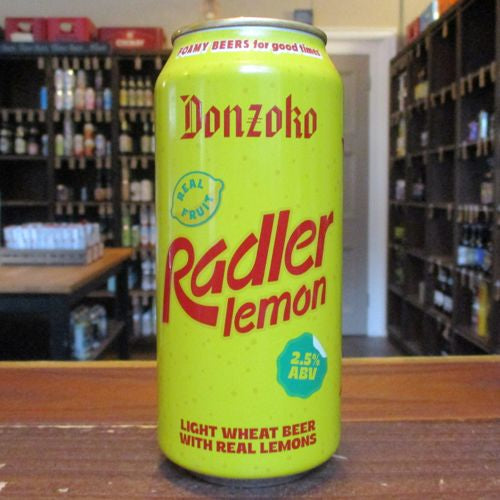 FOAMY BEERS for good times
Donzoko
REAL
FRUIT
Radler
lemon
2.5%
ABV
LIGHT WHEAT BEER
WITH REAL LEMONS